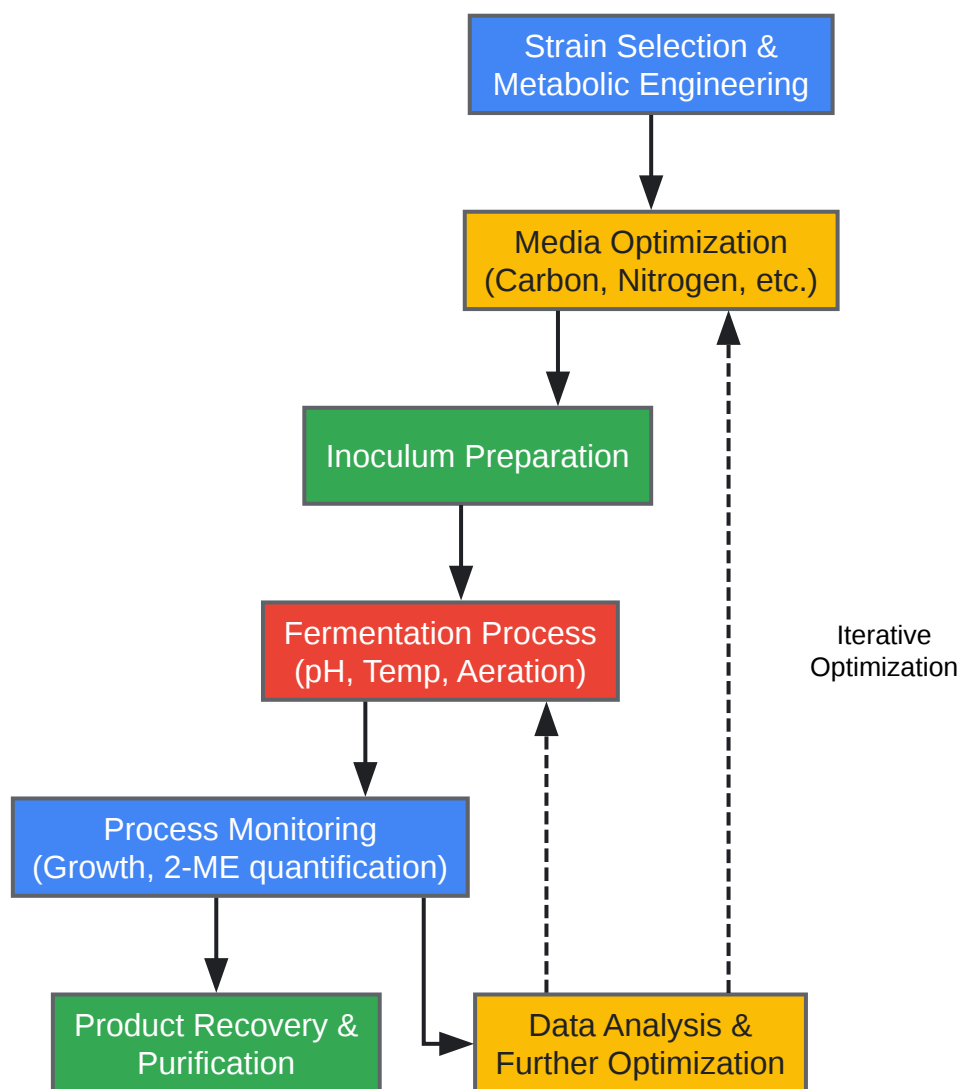 Strain Selection &
Metabolic Engineering
Media Optimization
(Carbon, Nitrogen, etc.)
Inoculum Preparation
Fermentation Process
(pH, Temp, Aeration)
Iterative
Optimization
Process Monitoring
(Growth, 2-ME quantification)
Product Recovery &
Purification
Data Analysis &
Further Optimization